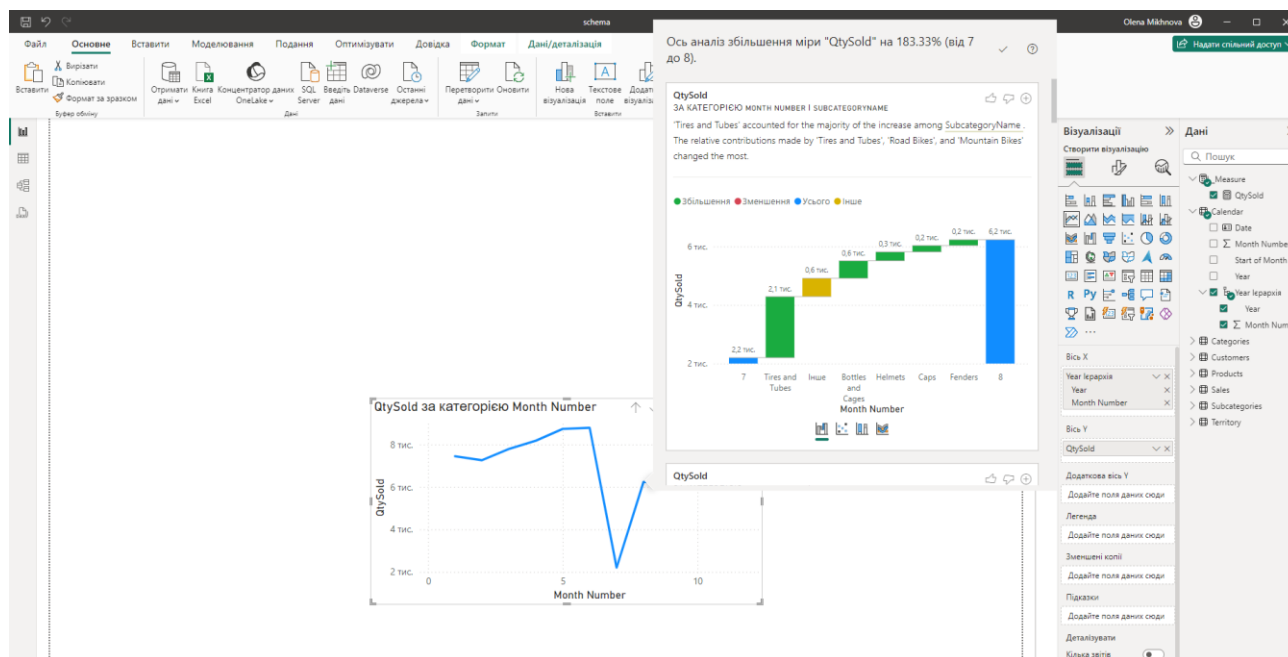 schema
Olena Mikhnova
Файл Основне Вставити Моделювання Подання Оптимізувати Довідка Формат Дані/деталізація
Надати спільний доступ
Вставити
Вирізати
Копіювати
Формат за зразком
Буфер обміну
Отримати дані
Книга Excel
Концентратор даних OneLake
SQL Server
Введіть дані
Dataverse
Останні джерела
Дані
Перетворити дані
Оновити
Запити
Нова візуалізація
Текстове поле
Додат
візуаліз
Вставити
Ось аналіз збільшення міри "QtySold" на 183.33% (від 7
до 8).
QtySold
ЗА КАТЕГОРІЄЮ MONTH NUMBER І SUBCATEGORYNAME
'Tires and Tubes' accounted for the majority of the increase among SubcategoryName .
The relative contributions made by 'Tires and Tubes', 'Road Bikes', and 'Mountain Bikes'
changed the most.
Збільшення Зменшення Усього Інше
QtySold
6 тис.
4 тис.
2 тис.
2,2 тис.
2,1 тис.
0,6 тис.
0,6 тис.
0,3 тис.
0,2 тис.
0,2 тис.
6,2 тис.
7
Tires and Tubes
Інше
Bottles and Cages
Helmets
Caps
Fenders
8
Month Number
QtySold
QtySold за категорією Month Number
QtySold
8 тис.
6 тис.
4 тис.
2 тис.
0 5 10
Month Number
Візуалізації
Створити візуалізацію
R Py
Вісь X
Year Ієрархія
Year
Month Number
Вісь Y
QtySold
Додаткова вісь Y
Додайте поля даних сюди
Легенда
Додайте поля даних сюди
Зменшені копії
Додайте поля даних сюди
Підказки
Додайте поля даних сюди
Деталізувати
Кілька звітів
Дані
Пошук
_Measure
QtySold
Calendar
Date
Month Numbe
Start of Month
Year
Year Ієрархія
Year
Month Num
Categories
Customers
Products
Sales
Subcategories
Territory